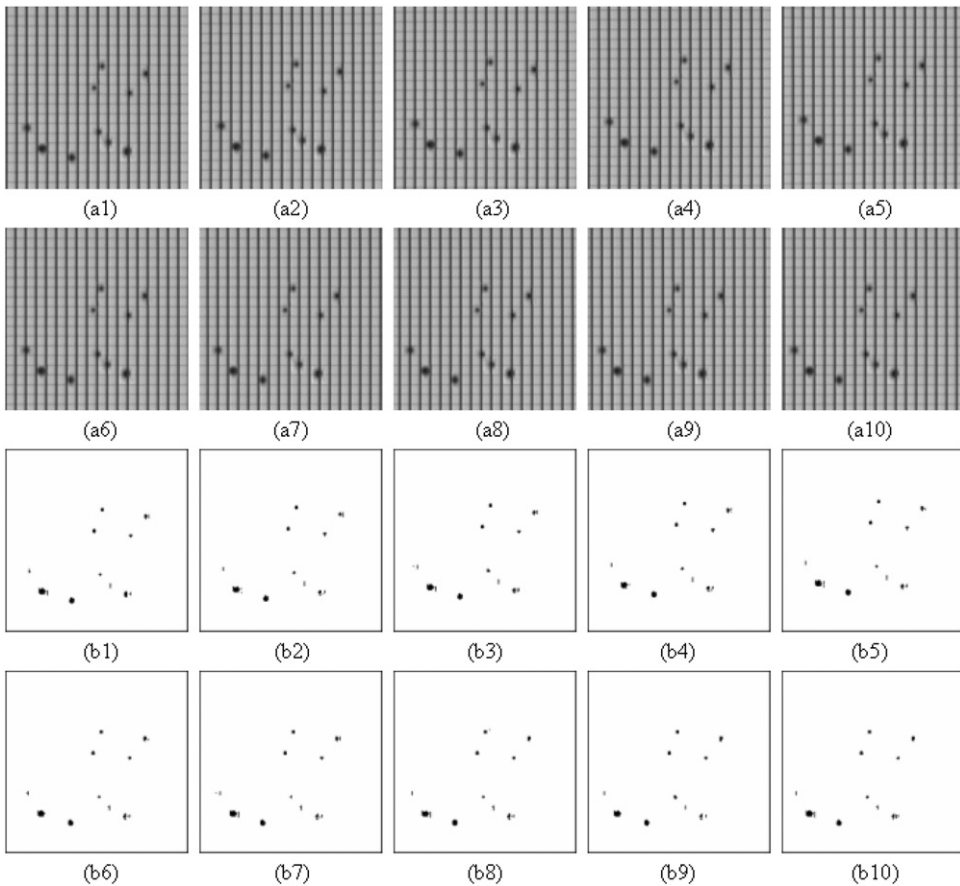 (a1) (a2) (a3) (a4) (a5)
(a6) (a7) (a8) (a9) (a10)
(b1) (b2) (b3) (b4) (b5)
(b6) (b7) (b8) (b9) (b10)